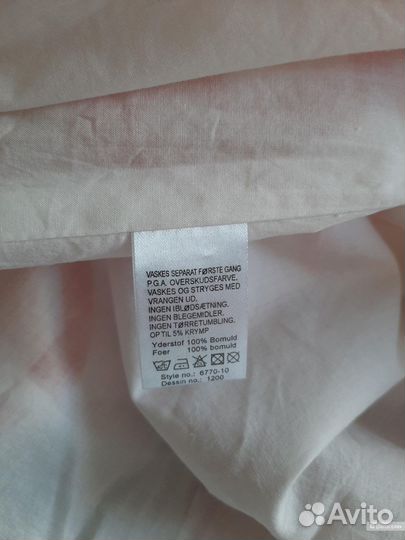 VASKES SEPARAT FØRSTE GANG
P.G.A. OVERSKUDSFARVE.
VASKES OG STRYGES MED
VRANGEN UD.
INGEN IBLØDSÆTNING.
INGEN BLEGEMIDLER.
INGEN TØRRETUMBLING.
OP TIL 5% KRYMP
Yderstof 100% Bomuld
Foer 100% bomuld
Style no.: 6770-10
Dessin no.: 1200
Avito